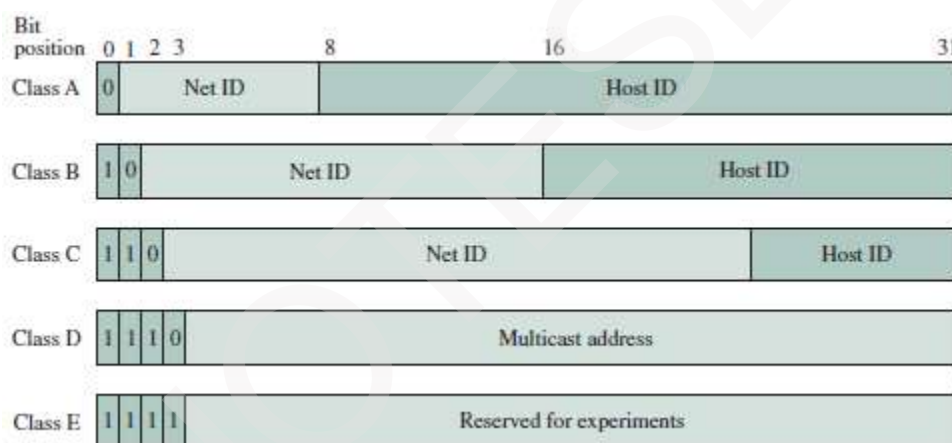 Bit
position 0 1 2 3 8 16 3
Class A 0 Net ID Host ID
Class B 1 0 Net ID Host ID
Class C 1 1 0 Net ID Host ID
Class D 1 1 1 0 Multicast address
Class E 1 1 1 1 Reserved for experiments